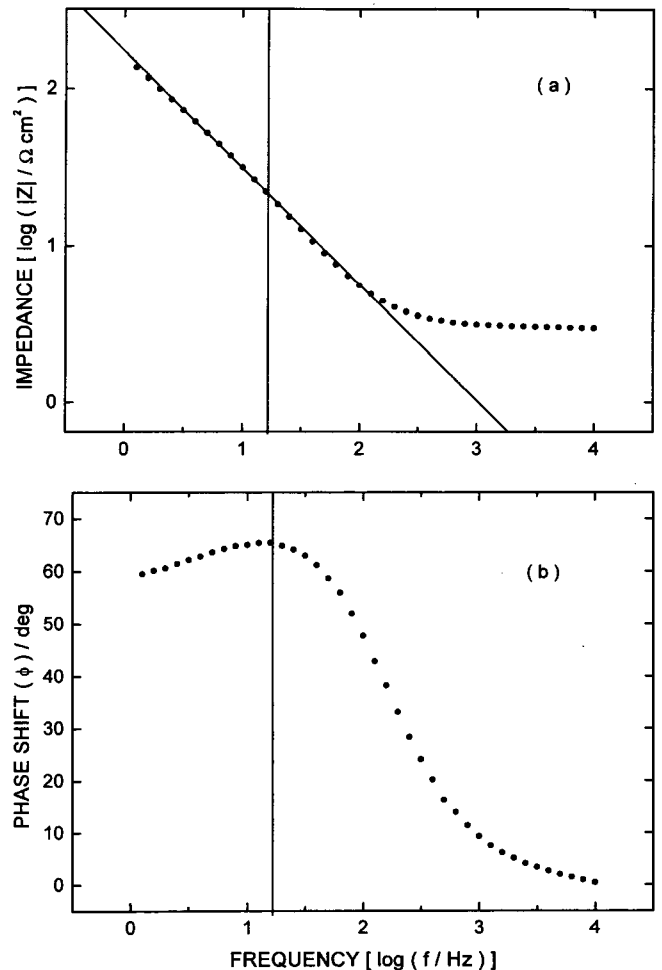 ( a )
IMPEDANCE [ log ( |Z| / Ω cm² ) ]
2
1
0
0 1 2 3 4
( b )
PHASE SHIFT ( ϕ ) / deg
70
60
50
40
30
20
10
0
0 1 2 3 4
FREQUENCY [ log ( f / Hz ) ]